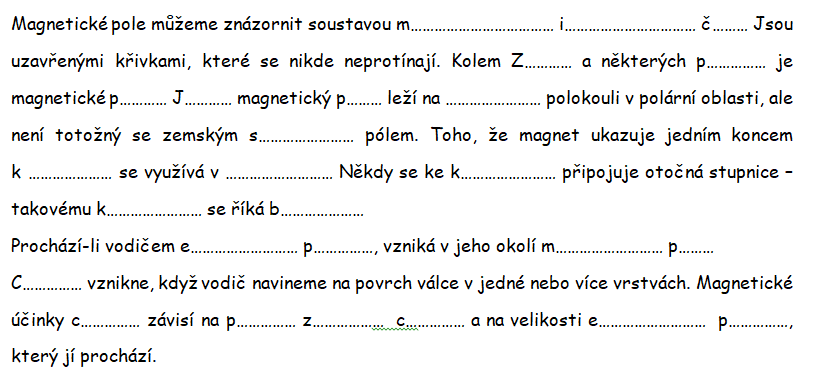 Magnetické pole můžeme znázornit soustavou m……………………………… i…………………………… č……… Jsou
uzavřenými křivkami, které se nikde neprotínají. Kolem Z………… a některých p…………… je
magnetické p………… J………… magnetický p……… leží na …………………… polokouli v polární oblasti, ale
není totožný se zemským s…………………… pólem. Toho, že magnet ukazuje jedním koncem
k ………………… se využívá v ……………………… Někdy se ke k…………………… připojuje otočná stupnice –
takovému k…………………… se říká b…………………
Prochází-li vodičem e……………………… p……………, vzniká v jeho okolí m……………………… p………
C…………… vznikne, když vodič navineme na povrch válce v jedné nebo více vrstvách. Magnetické
účinky c…………… závisí na p…………… z……………… c…………… a na velikosti e……………………… p……………,
který jí prochází.